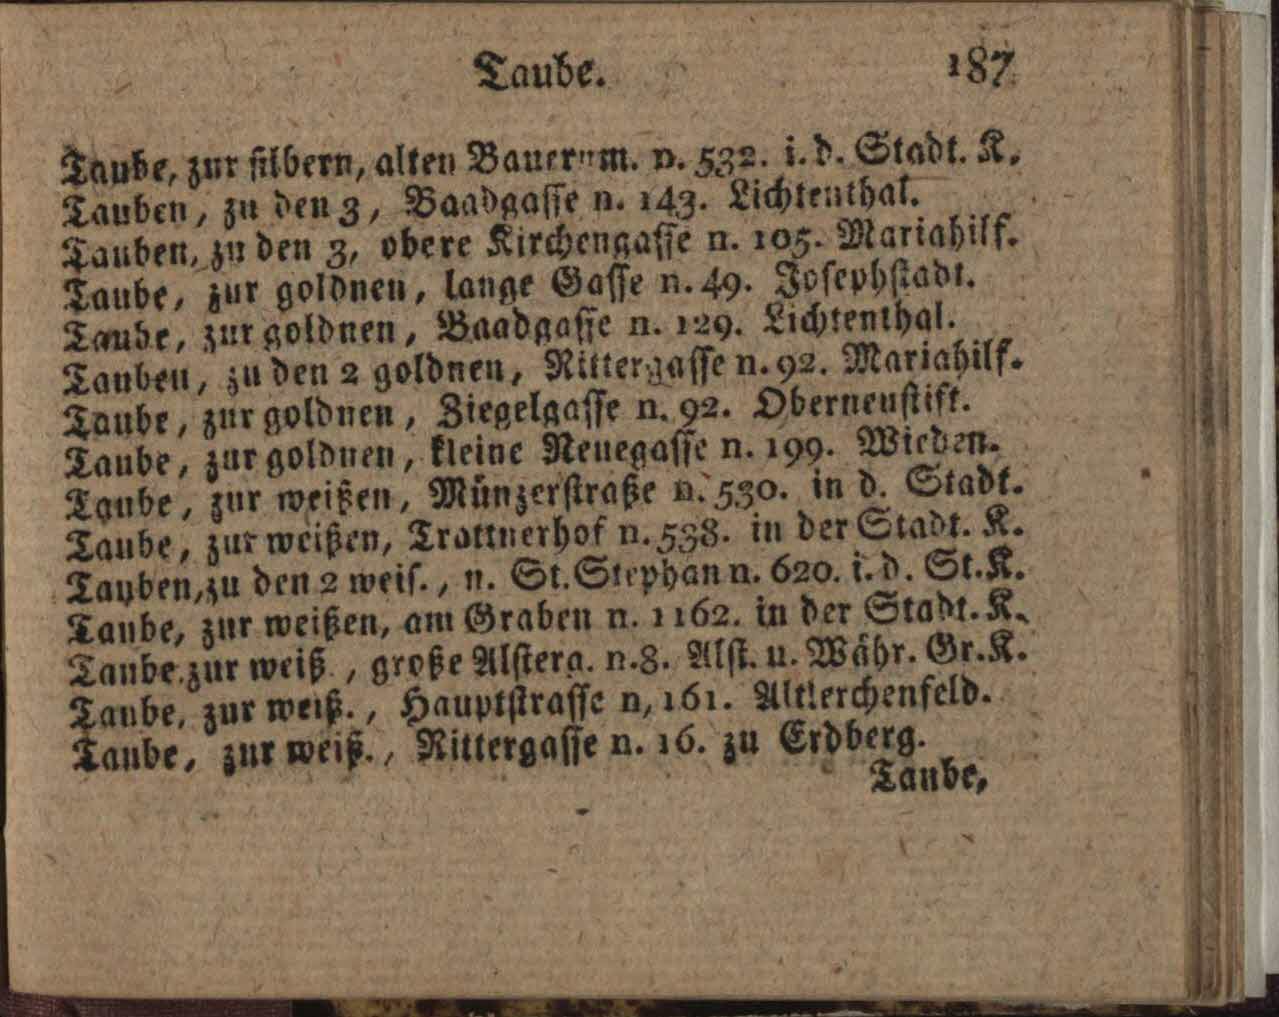 Taube. 187
Taube, zur silbern, alten Bauernm. n. 532. i. d. Stadt. K.
Tauben, zu den 3, Baadgasse n. 143. Lichtenthal.
Tauben, zu den 3, obere Kirchengasse n. 105. Mariahilf.
Taube, zur goldnen, lange Gasse n. 49. Josephstadt.
Taube, zur goldnen, Baadgasse n. 129. Lichtenthal.
Tauben, zu den 2 goldnen, Rittergasse n. 92. Mariahilf.
Taube, zur goldnen, Ziegelgasse n. 92. Oberneustift.
Taube, zur goldnen, kleine Neuegasse n. 199. Wieden.
Taube, zur weißen, Münzerstraße n. 530. in d. Stadt.
Taube, zur weißen, Trattnerhof n. 538. in der Stadt. K.
Tauben, zu den 2 weis., n. St. Stephan n. 620. i. d. St. K.
Taube, zur weißen, am Graben n. 1162. in der Stadt. K.
Taube, zur weiß., große Alsterg. n. 8. Alst. u. Währ. Gr. K.
Taube, zur weiß., Hauptstrasse n, 161. Altlerchenfeld.
Taube, zur weiß., Rittergasse n. 16. zu Erdberg.
Taube,